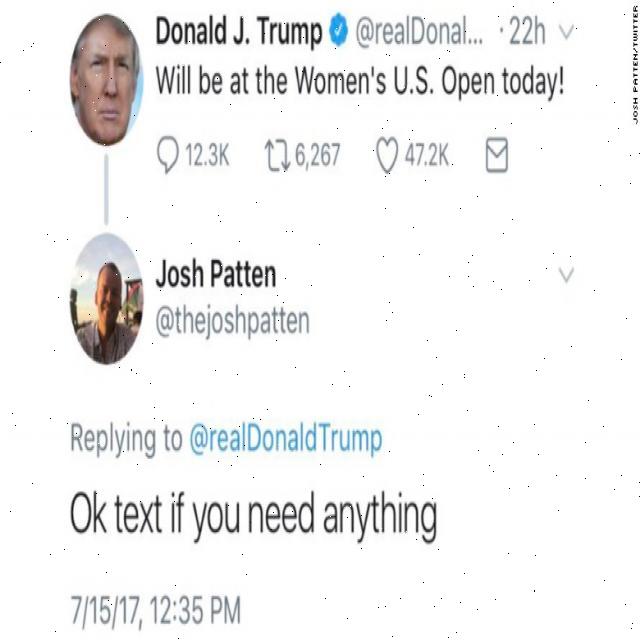 Donald J. Trump @realDonal... · 22h
Will be at the Women's U.S. Open today!
12.3K 6,267 47.2K
Josh Patten
@thejoshpatten
Replying to @realDonaldTrump
Ok text if you need anything
7/15/17, 12:35 PM
JOSH PATTEN/TWITTER